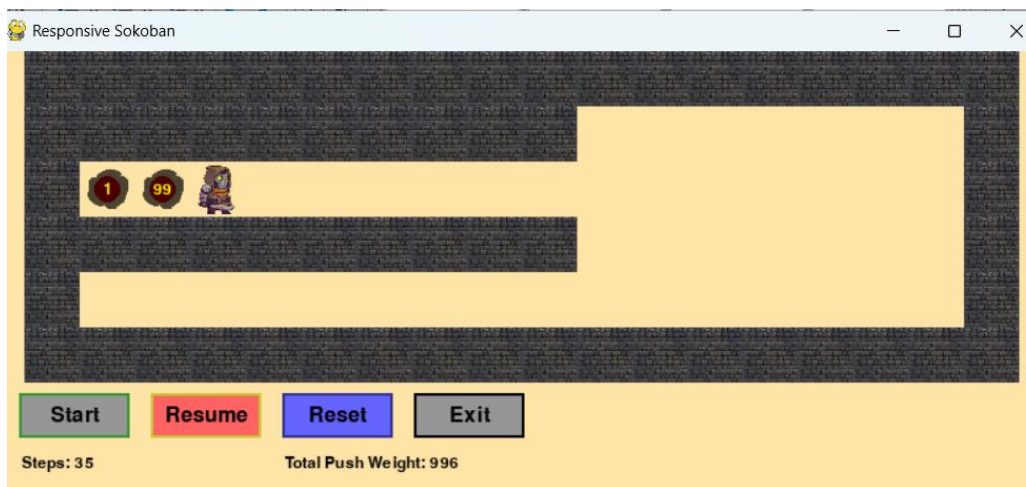 Responsive Sokoban
1 99
Start Resume Reset Exit
Steps: 35 Total Push Weight: 996